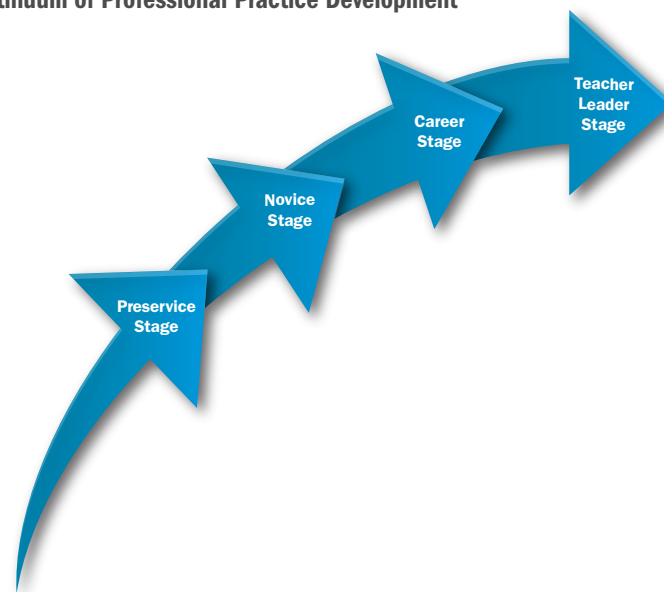 of Professional Practice Development
Teacher
Leader
Stage
Career
Stage
Novice
Stage
Preservice
Stage